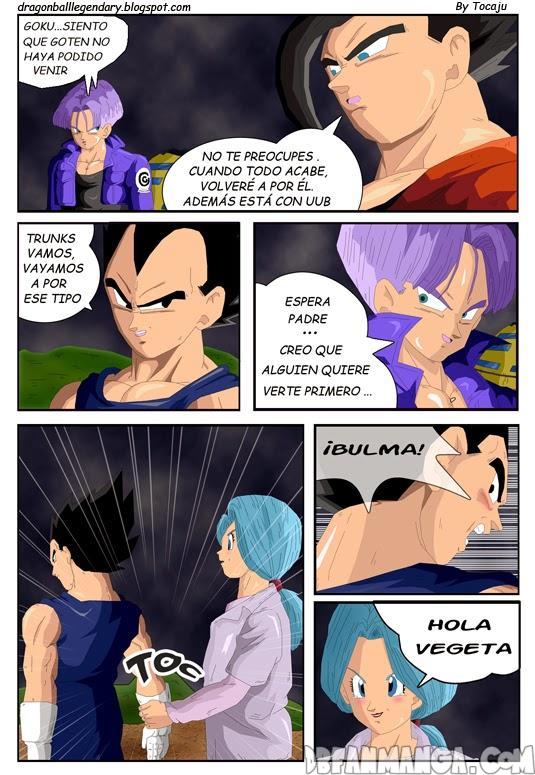 dragonballlegendary.blogspot.com
By Tocaju
GOKU...SIENTO
QUE GOTEN NO
HAYA PODIDO
VENIR
NO TE PREOCUPES .
CUANDO TODO ACABE,
VOLVERÉ A POR ÉL.
ADEMÁS ESTÁ CON UUB
TRUNKS
VAMOS,
VAYAMOS
A POR
ESE TIPO
ESPERA
PADRE
...
CREO QUE
ALGUIEN QUIERE
VERTE PRIMERO ...
TOC
¡BULMA!
HOLA
VEGETA
DBFANMANGA.COM